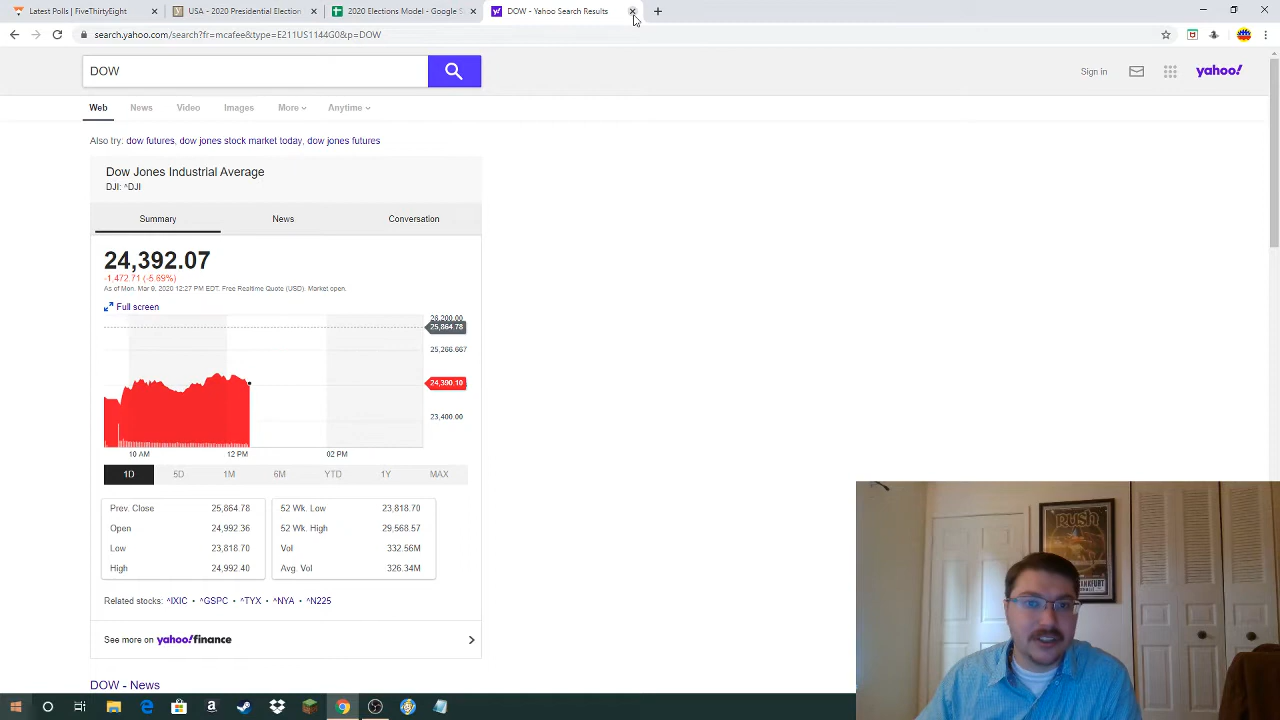 Latest Polls | FiveThirtyEight
USA - 2020 Presidential Election
2020 Elections Model - Google S
DOW - Yahoo Search Results
search.yahoo.com/search?fr=mcafee&type=E211US1144G0&p=DOW
DOW
Sign in
yahoo!
Web News Video Images More Anytime
Also try: dow futures, dow jones stock market today, dow jones futures
Dow Jones Industrial Average
DJI: ^DJI
Summary News Conversation
24,392.07
-1,472.71 (-5.69%)
As of Mon. Mar 9, 2020 12:27 PM EDT. Free Realtime Quote (USD). Market open.
Full screen
26,200.00
25,864.78
25,266.667
24,390.10
23,400.00
10 AM 12 PM 02 PM
1D 5D 1M 6M YTD 1Y MAX
Prev. Close 25,864.78
Open 24,992.36
Low 23,818.70
High 24,992.40
52 Wk. Low 23,818.70
52 Wk. High 29,568.57
Vol 332.56M
Avg. Vol 326.34M
Related stocks: ^IXIC • ^GSPC • ^TYX • ^NYA • ^N225
See more on yahoo!finance
DOW - News
RUSH